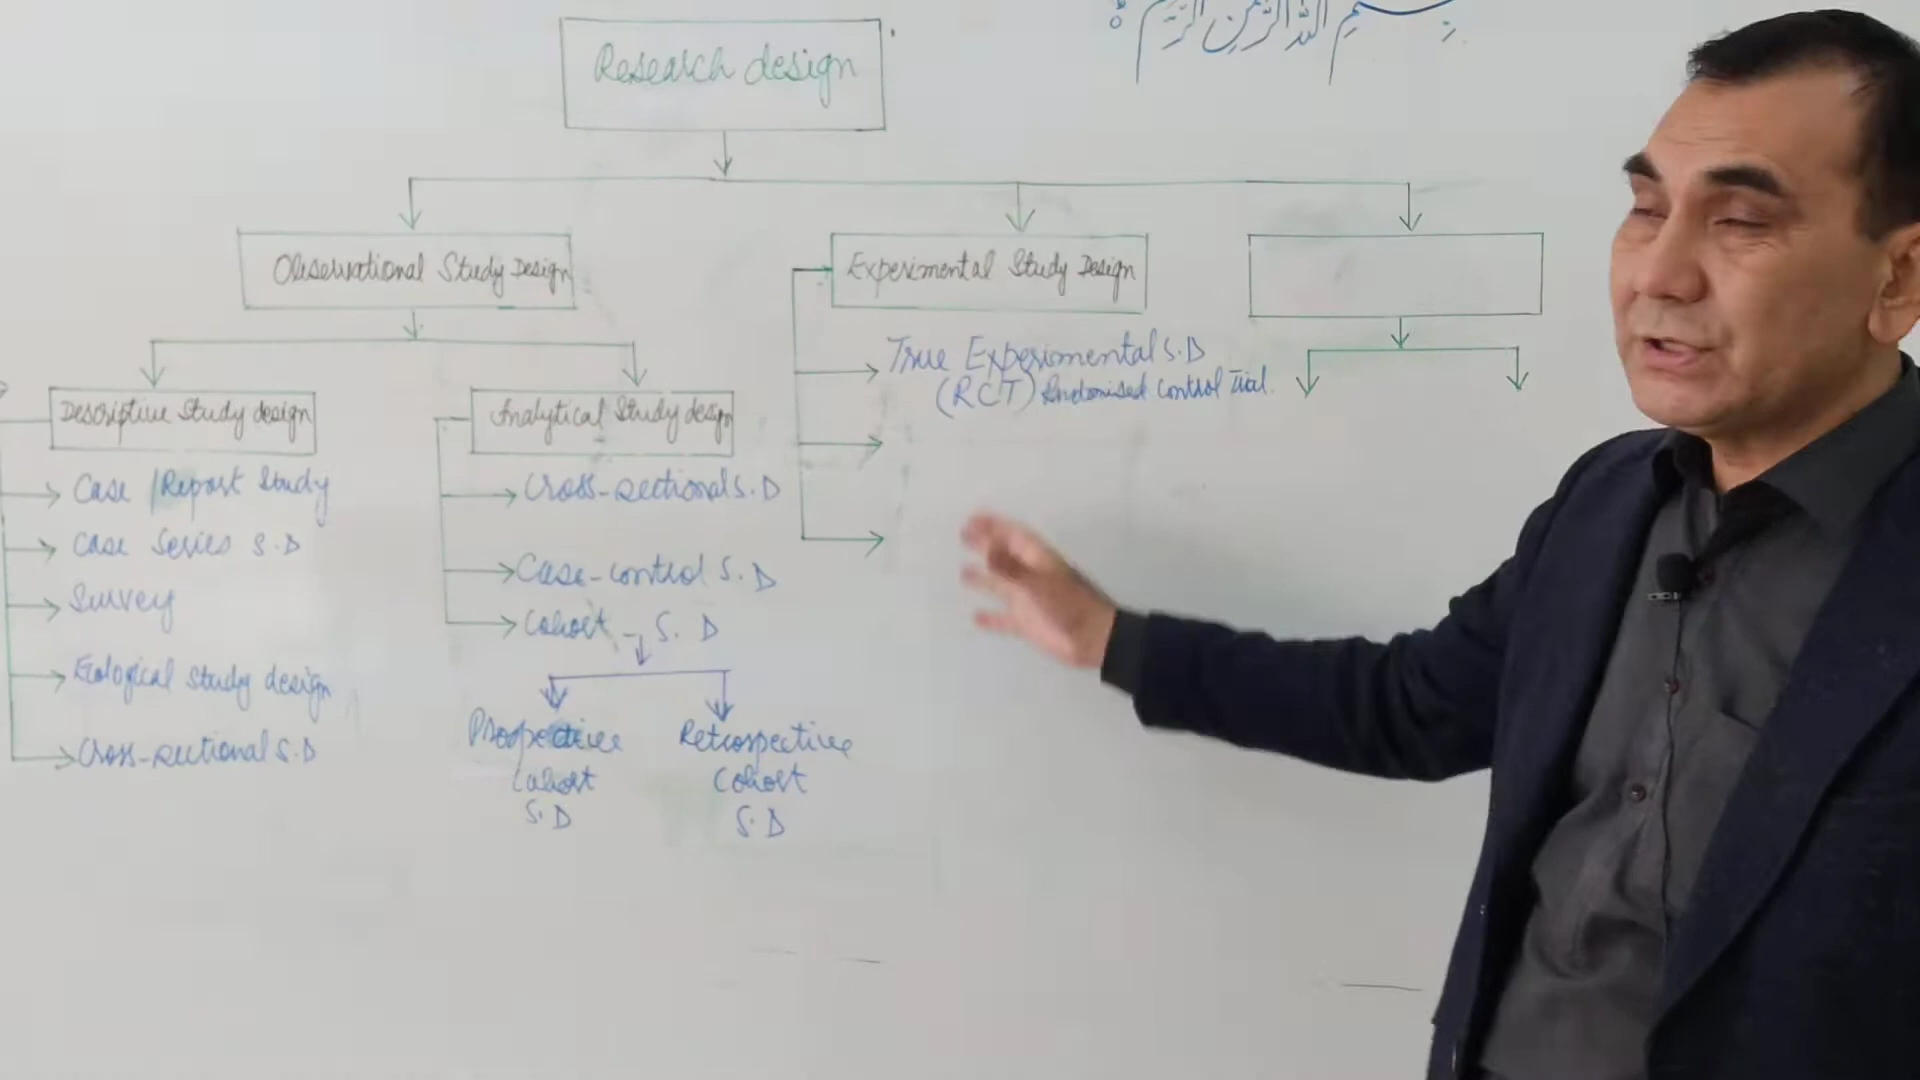 بسم الله الرحمن الرحيم
Research design
Observational Study Design
Experimental Study Design
True Experimental S.D
(RCT) Randomised control Trial.
Descriptive Study design
Case /Report Study
Case Series S.D
Survey
Ecological Study design
Cross-sectional S.D
Analytical Study design
Cross-sectional S.D
Case-control S.D
Cohort - S.D
Prospective
Cohort
S.D
Retrospective
Cohort
S.D